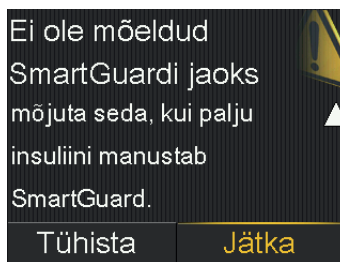 Ei ole mõeldud
SmartGuardi jaoks
mõjuta seda, kui palju
insuliini manustab
SmartGuard.
Tühista
Jätka